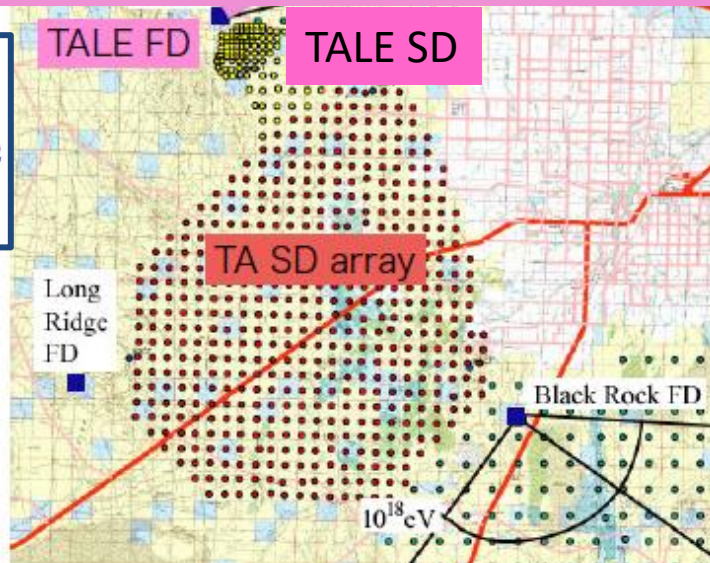 TALE FD
TALE SD
TA SD array
Long
Ridge
FD
Black Rock FD
10¹⁸eV